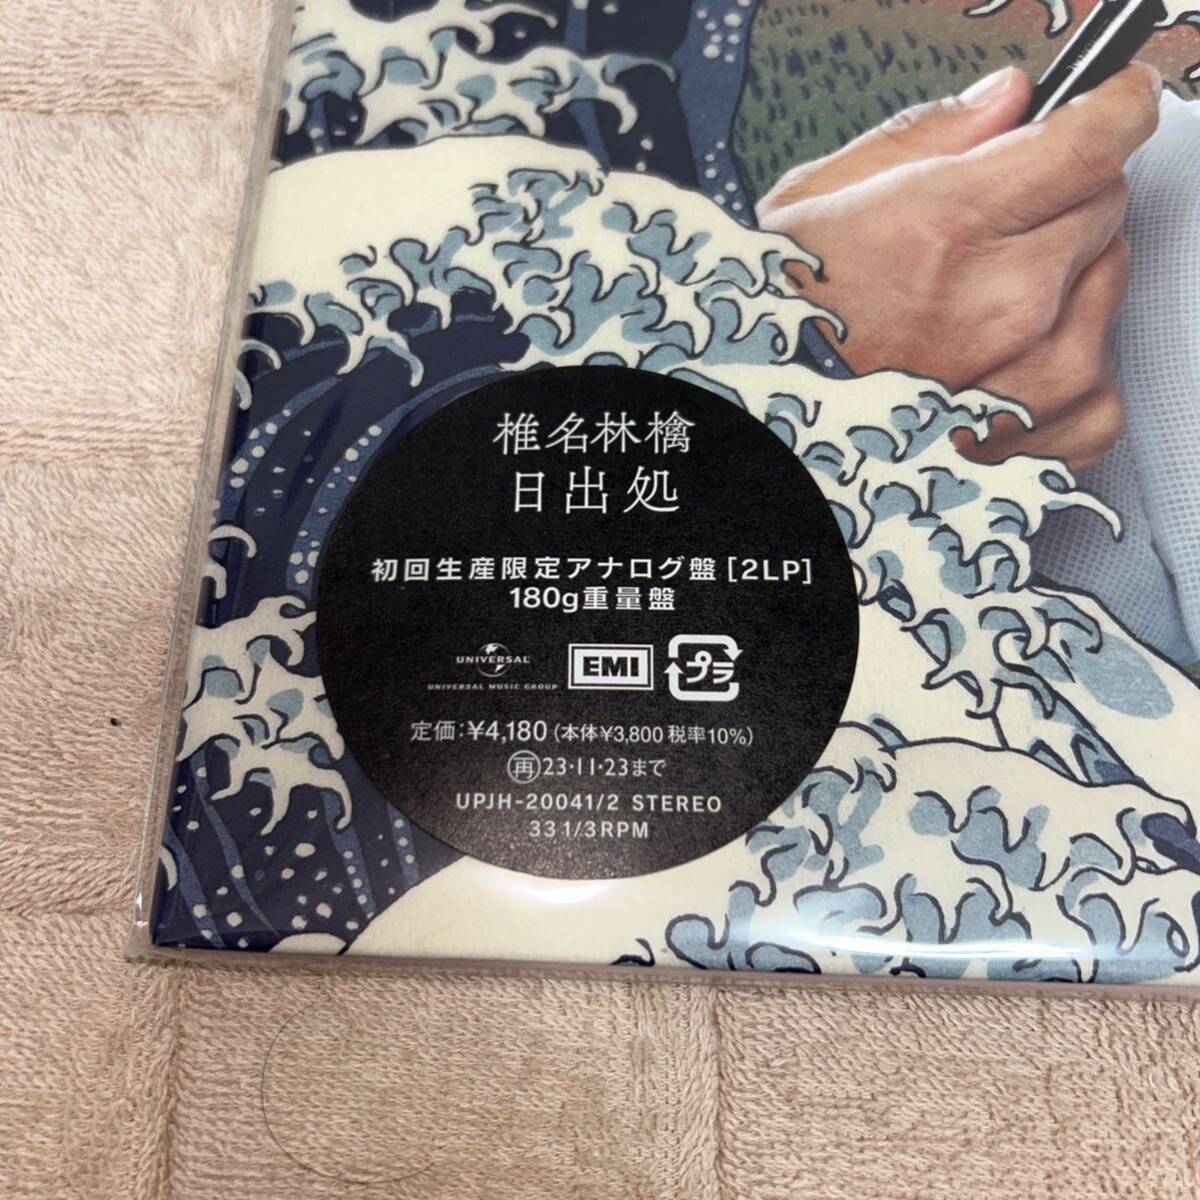 椎名林檎
日出処
初回生産限定アナログ盤[2LP]
180g重量盤
UNIVERSAL
UNIVERSAL MUSIC GROUP
EMI
プラ
定価:¥4,180(本体¥3,800 税率10%)
再23・11・23まで
UPJH-20041/2 STEREO
33 1/3RPM